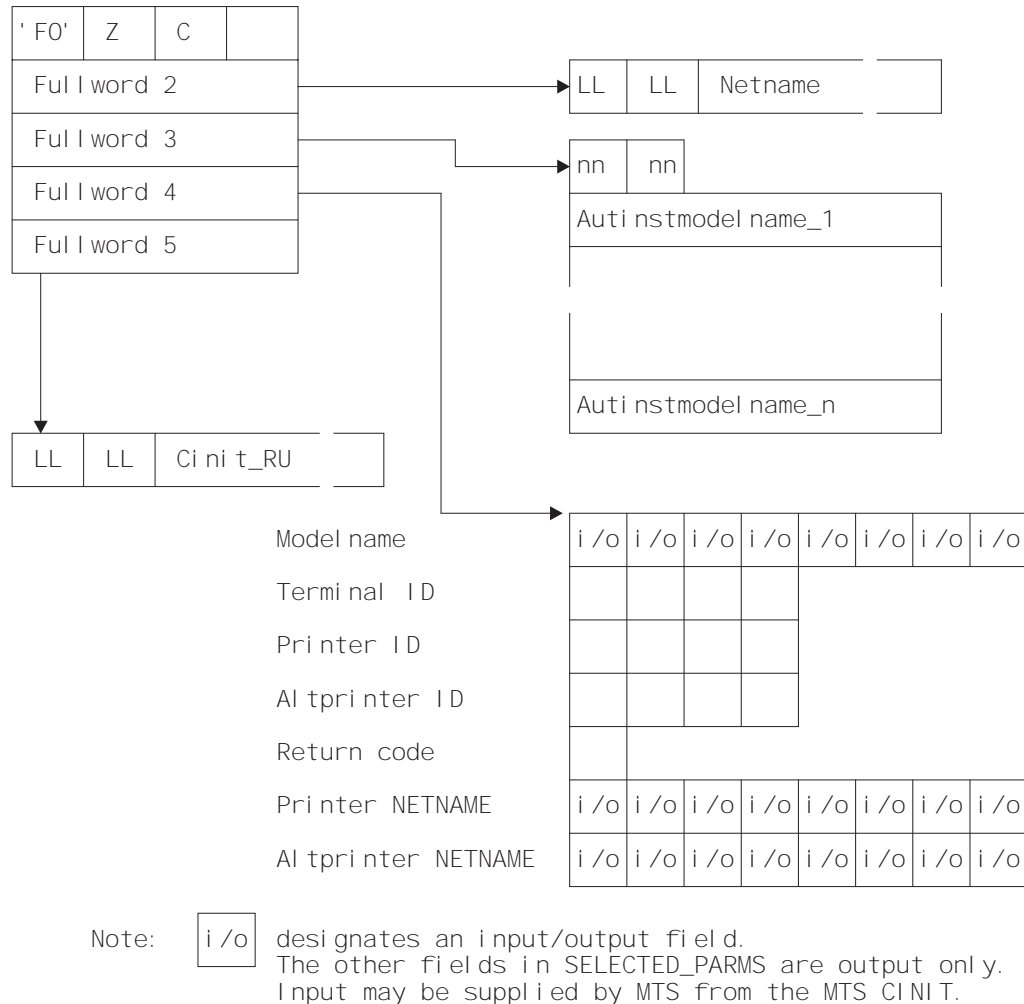 'F0' Z C
Fullword 2
LL LL Netname
Fullword 3
nn nn
Fullword 4
Autinstmodelname_1
Fullword 5
Autinstmodelname_n
LL LL Cinit_RU
Modelname i/o i/o i/o i/o i/o i/o i/o i/o
Terminal ID
Printer ID
Altprinter ID
Return code
Printer NETNAME i/o i/o i/o i/o i/o i/o i/o i/o
Altprinter NETNAME i/o i/o i/o i/o i/o i/o i/o i/o
Note: i/o designates an input/output field.
The other fields in SELECTED_PARMS are output only.
Input may be supplied by MTS from the MTS CINIT.